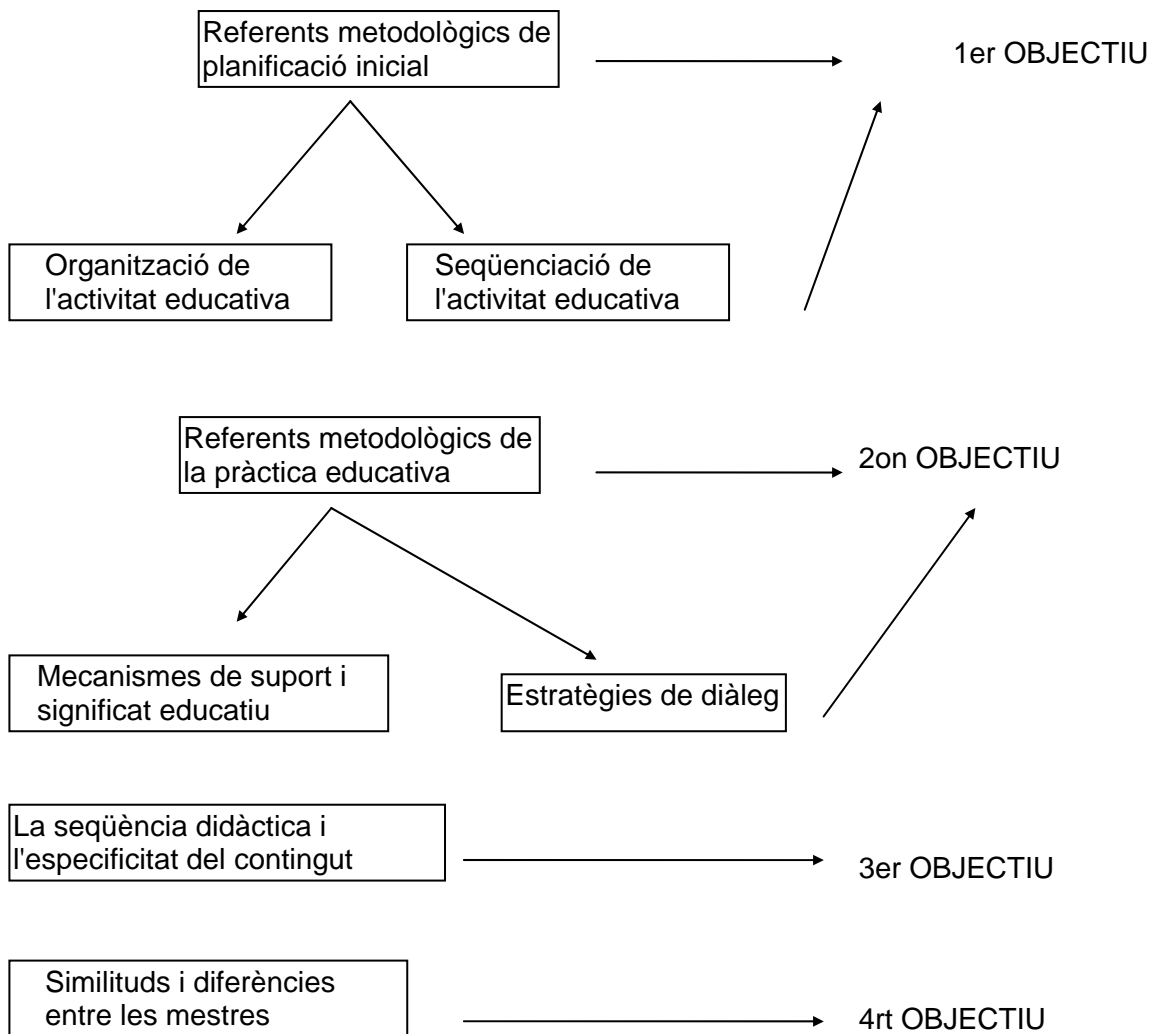 Referents metodològics de
planificació inicial
1er OBJECTIU
Organització de
l'activitat educativa
Seqüenciació de
l'activitat educativa
Referents metodològics de
la pràctica educativa
2on OBJECTIU
Mecanismes de suport i
significat educatiu
Estratègies de diàleg
La seqüència didàctica i
l'especificitat del contingut
3er OBJECTIU
Similituds i diferències
entre les mestres
4rt OBJECTIU